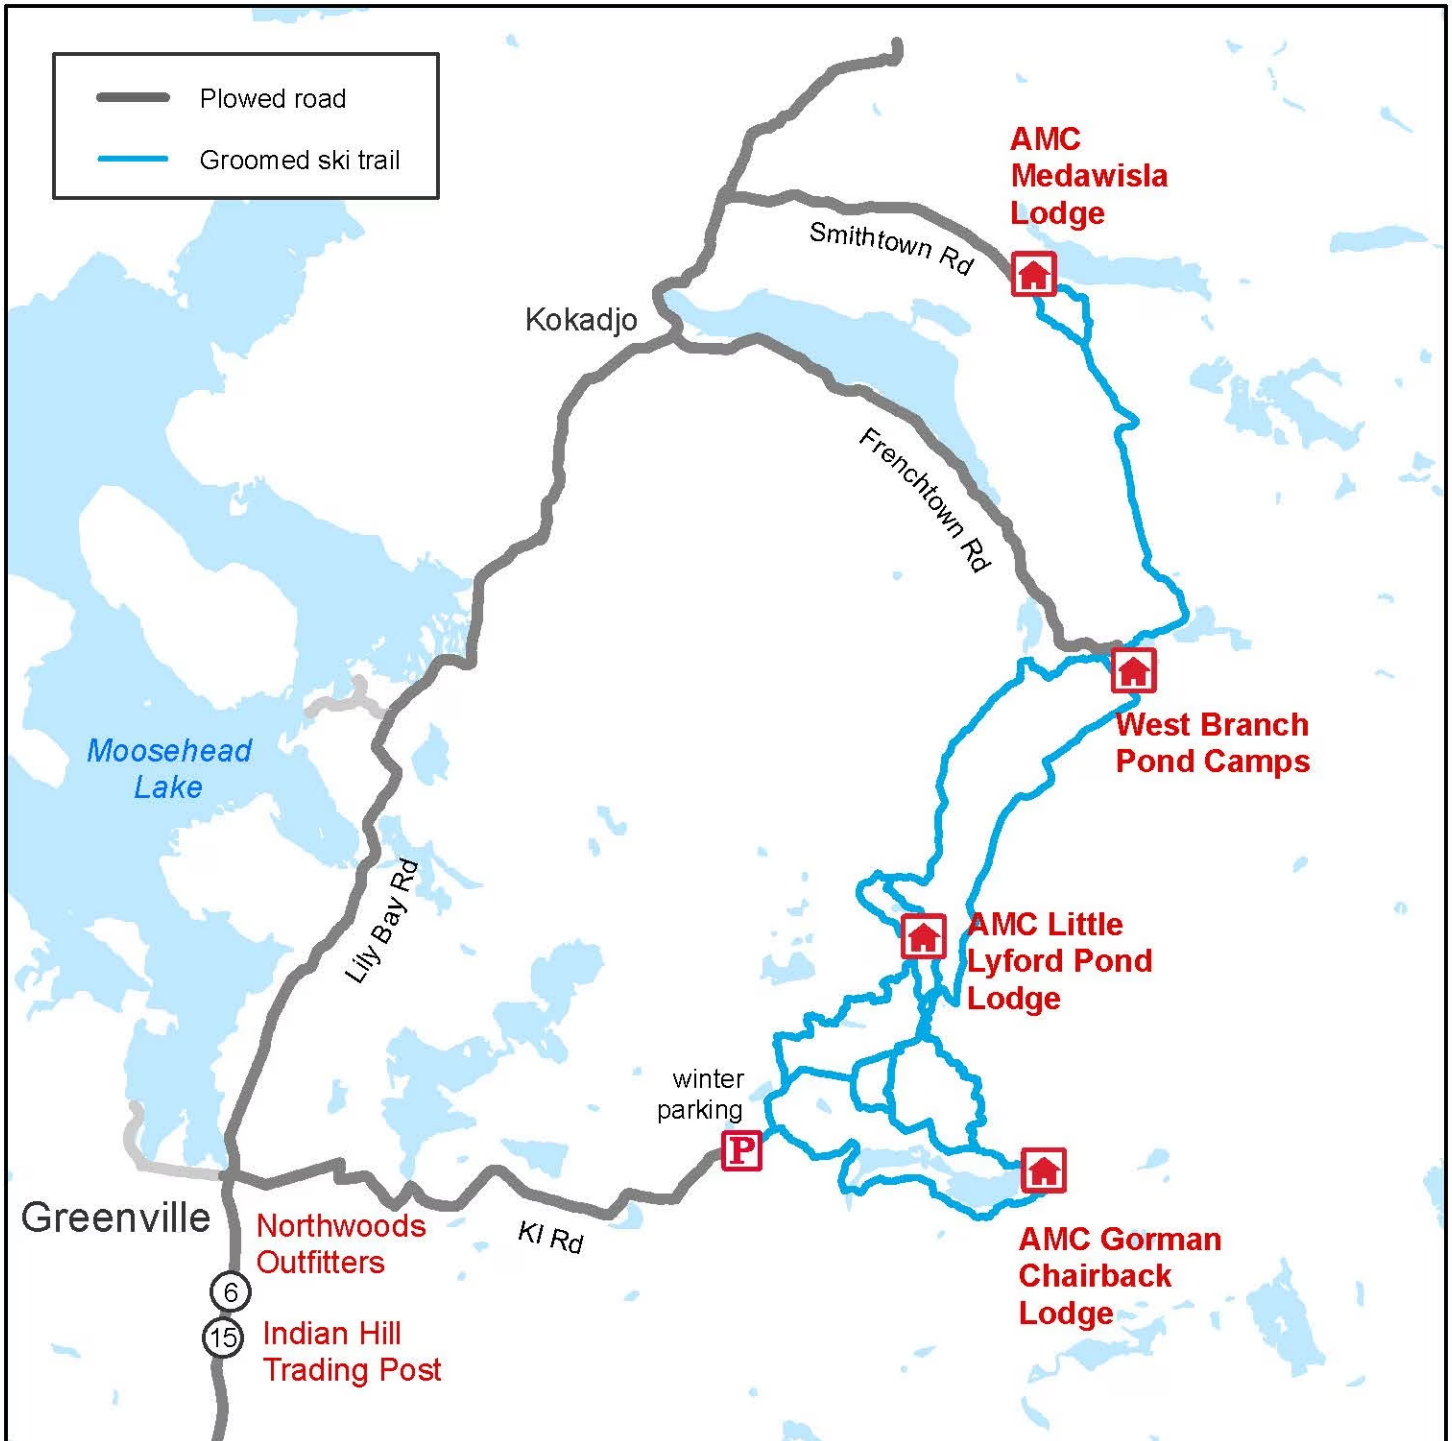 Plowed road
Groomed ski trail
AMC
Medawisla
Lodge
Smithtown Rd
Kokadjo
Frenchtown Rd
West Branch
Pond Camps
Moosehead
Lake
Lily Bay Rd
AMC Little
Lyford Pond
Lodge
winter
parking
P
Greenville
KI Rd
Northwoods
Outfitters
6
15
Indian Hill
Trading Post
AMC Gorman
Chairback
Lodge